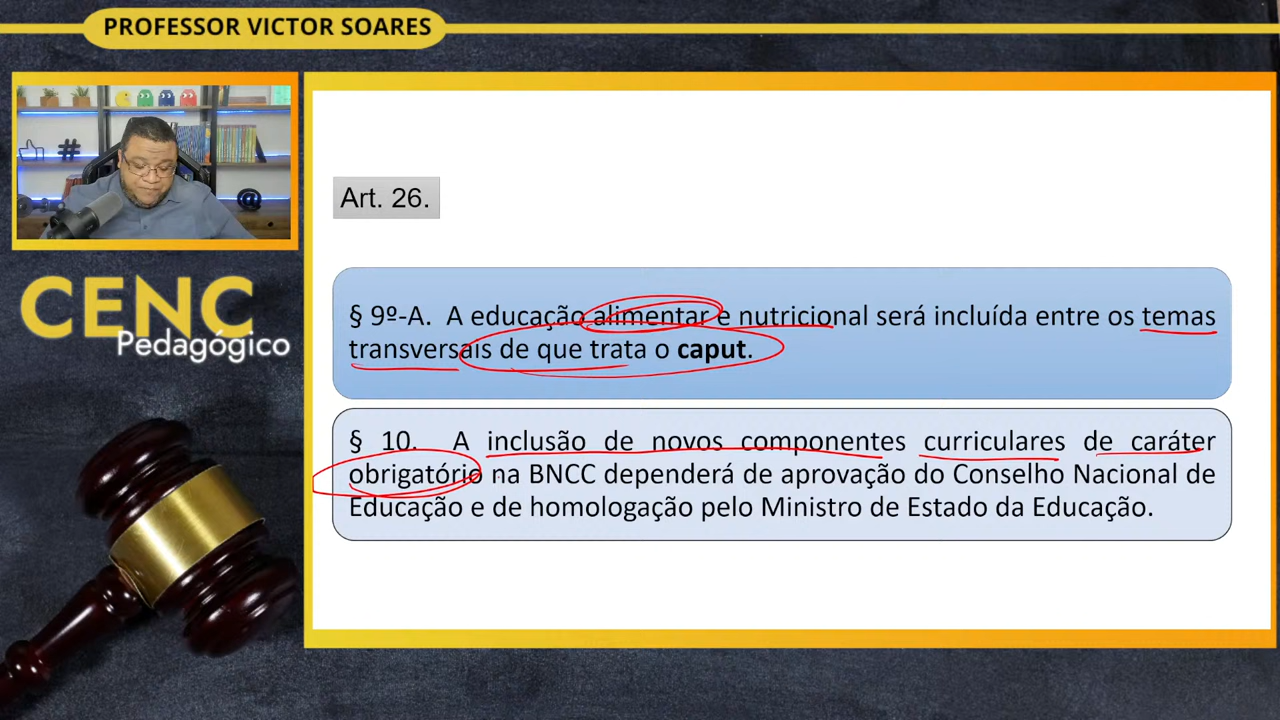 PROFESSOR VICTOR SOARES
CENC
Pedagógico
Art. 26.
§ 9º-A. A educação alimentar e nutricional será incluída entre os temas
transversais de que trata o caput.
§ 10. A inclusão de novos componentes curriculares de caráter
obrigatório na BNCC dependerá de aprovação do Conselho Nacional de
Educação e de homologação pelo Ministro de Estado da Educação.